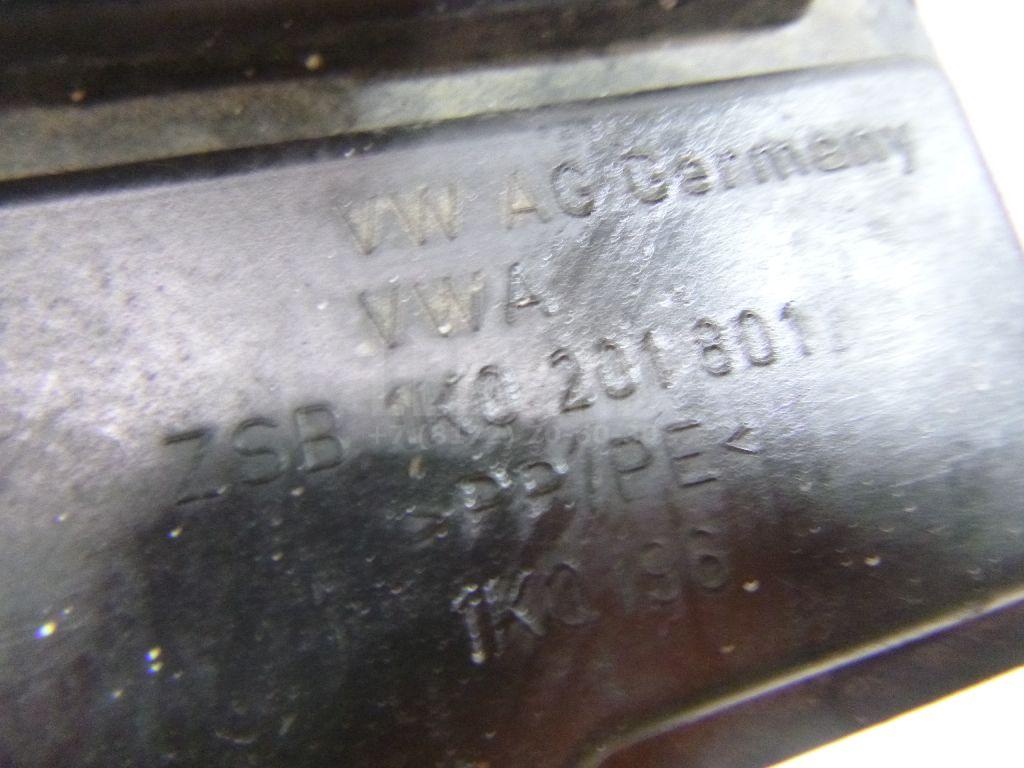 VW AG Germany
VWA
ZSB 1K0 201 801
>PP/PE<
1K0 196